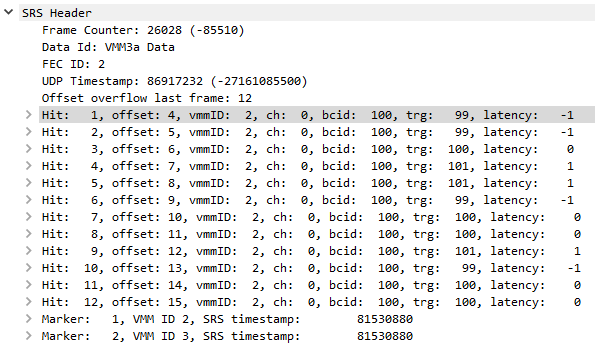 SRS Header
Frame Counter: 26028 (-85510)
Data Id: VMM3a Data
FEC ID: 2
UDP Timestamp: 86917232 (-27161085500)
Offset overflow last frame: 12
Hit: 1, offset: 4, vmmID: 2, ch: 0, bcid: 100, trg: 99, latency: -1
Hit: 2, offset: 5, vmmID: 2, ch: 0, bcid: 100, trg: 99, latency: -1
Hit: 3, offset: 6, vmmID: 2, ch: 0, bcid: 100, trg: 100, latency: 0
Hit: 4, offset: 7, vmmID: 2, ch: 0, bcid: 100, trg: 101, latency: 1
Hit: 5, offset: 8, vmmID: 2, ch: 0, bcid: 100, trg: 101, latency: 1
Hit: 6, offset: 9, vmmID: 2, ch: 0, bcid: 100, trg: 99, latency: -1
Hit: 7, offset: 10, vmmID: 2, ch: 0, bcid: 100, trg: 100, latency: 0
Hit: 8, offset: 11, vmmID: 2, ch: 0, bcid: 100, trg: 100, latency: 0
Hit: 9, offset: 12, vmmID: 2, ch: 0, bcid: 100, trg: 101, latency: 1
Hit: 10, offset: 13, vmmID: 2, ch: 0, bcid: 100, trg: 99, latency: -1
Hit: 11, offset: 14, vmmID: 2, ch: 0, bcid: 100, trg: 100, latency: 0
Hit: 12, offset: 15, vmmID: 2, ch: 0, bcid: 100, trg: 100, latency: 0
Marker: 1, VMM ID 2, SRS timestamp: 81530880
Marker: 2, VMM ID 3, SRS timestamp: 81530880